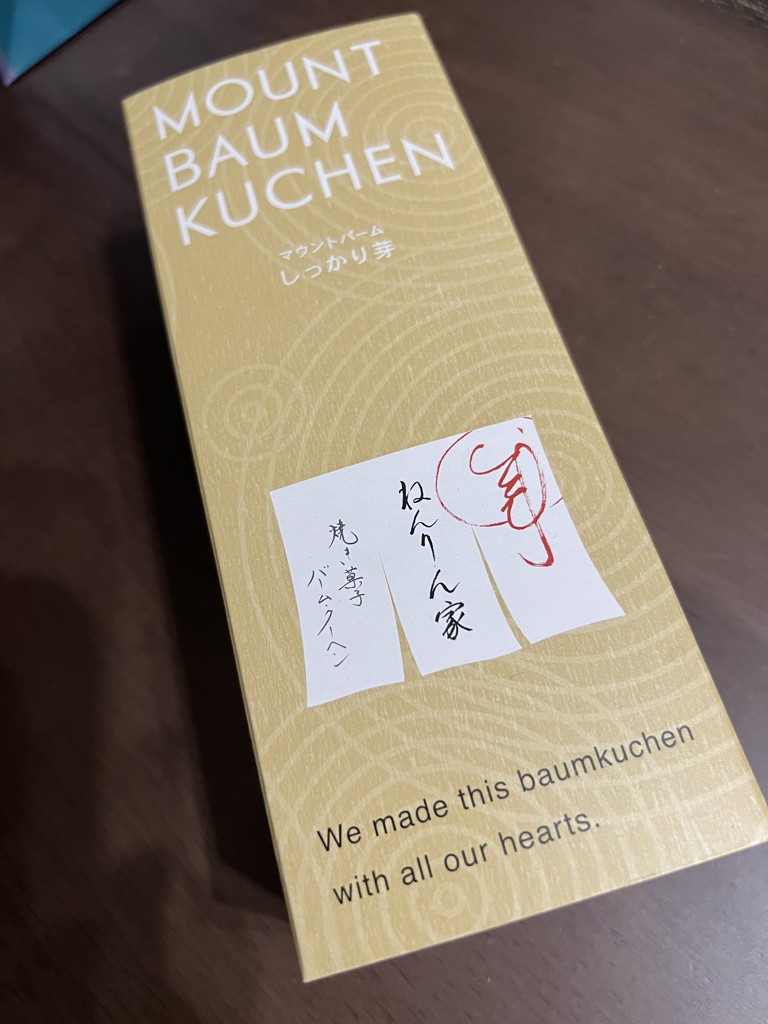 MOUNT
BAUM
KUCHEN
マウントバーム
しっかり芽
芽
ねんりん家
焼き菓子
バームクーヘン
We made this baumkuchen
with all our hearts.